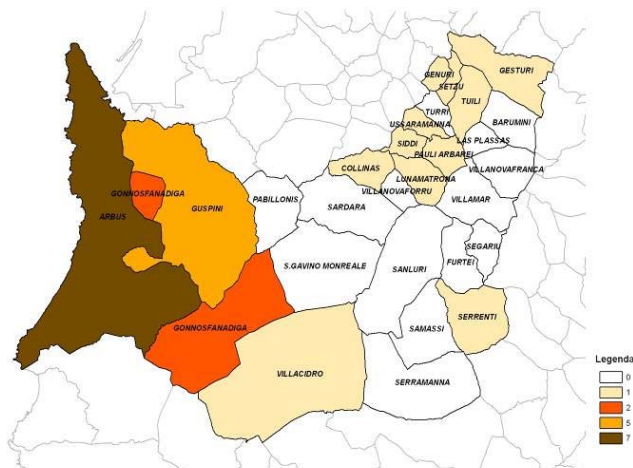 GENURI
GESTURI
SETZU
TUILI
TURRI
BARUMINI
USSARAMANNA
LAS PLASSAS
SIDDI
PAULI ARBAREI
VILLANOVAFRANCA
COLLINAS
LUNAMATRONA
GONNOSFANADIGA
VILLANOVAFORRU
PABILLONIS
VILLAMAR
ARBUS
GUSPINI
SARDARA
SEGARIU
S.GAVINO MONREALE
SANLURI
FURTEI
GONNOSFANADIGA
SERRENTI
SAMASSI
VILLACIDRO
SERRAMANNA
Legenda
0
1
2
5
7